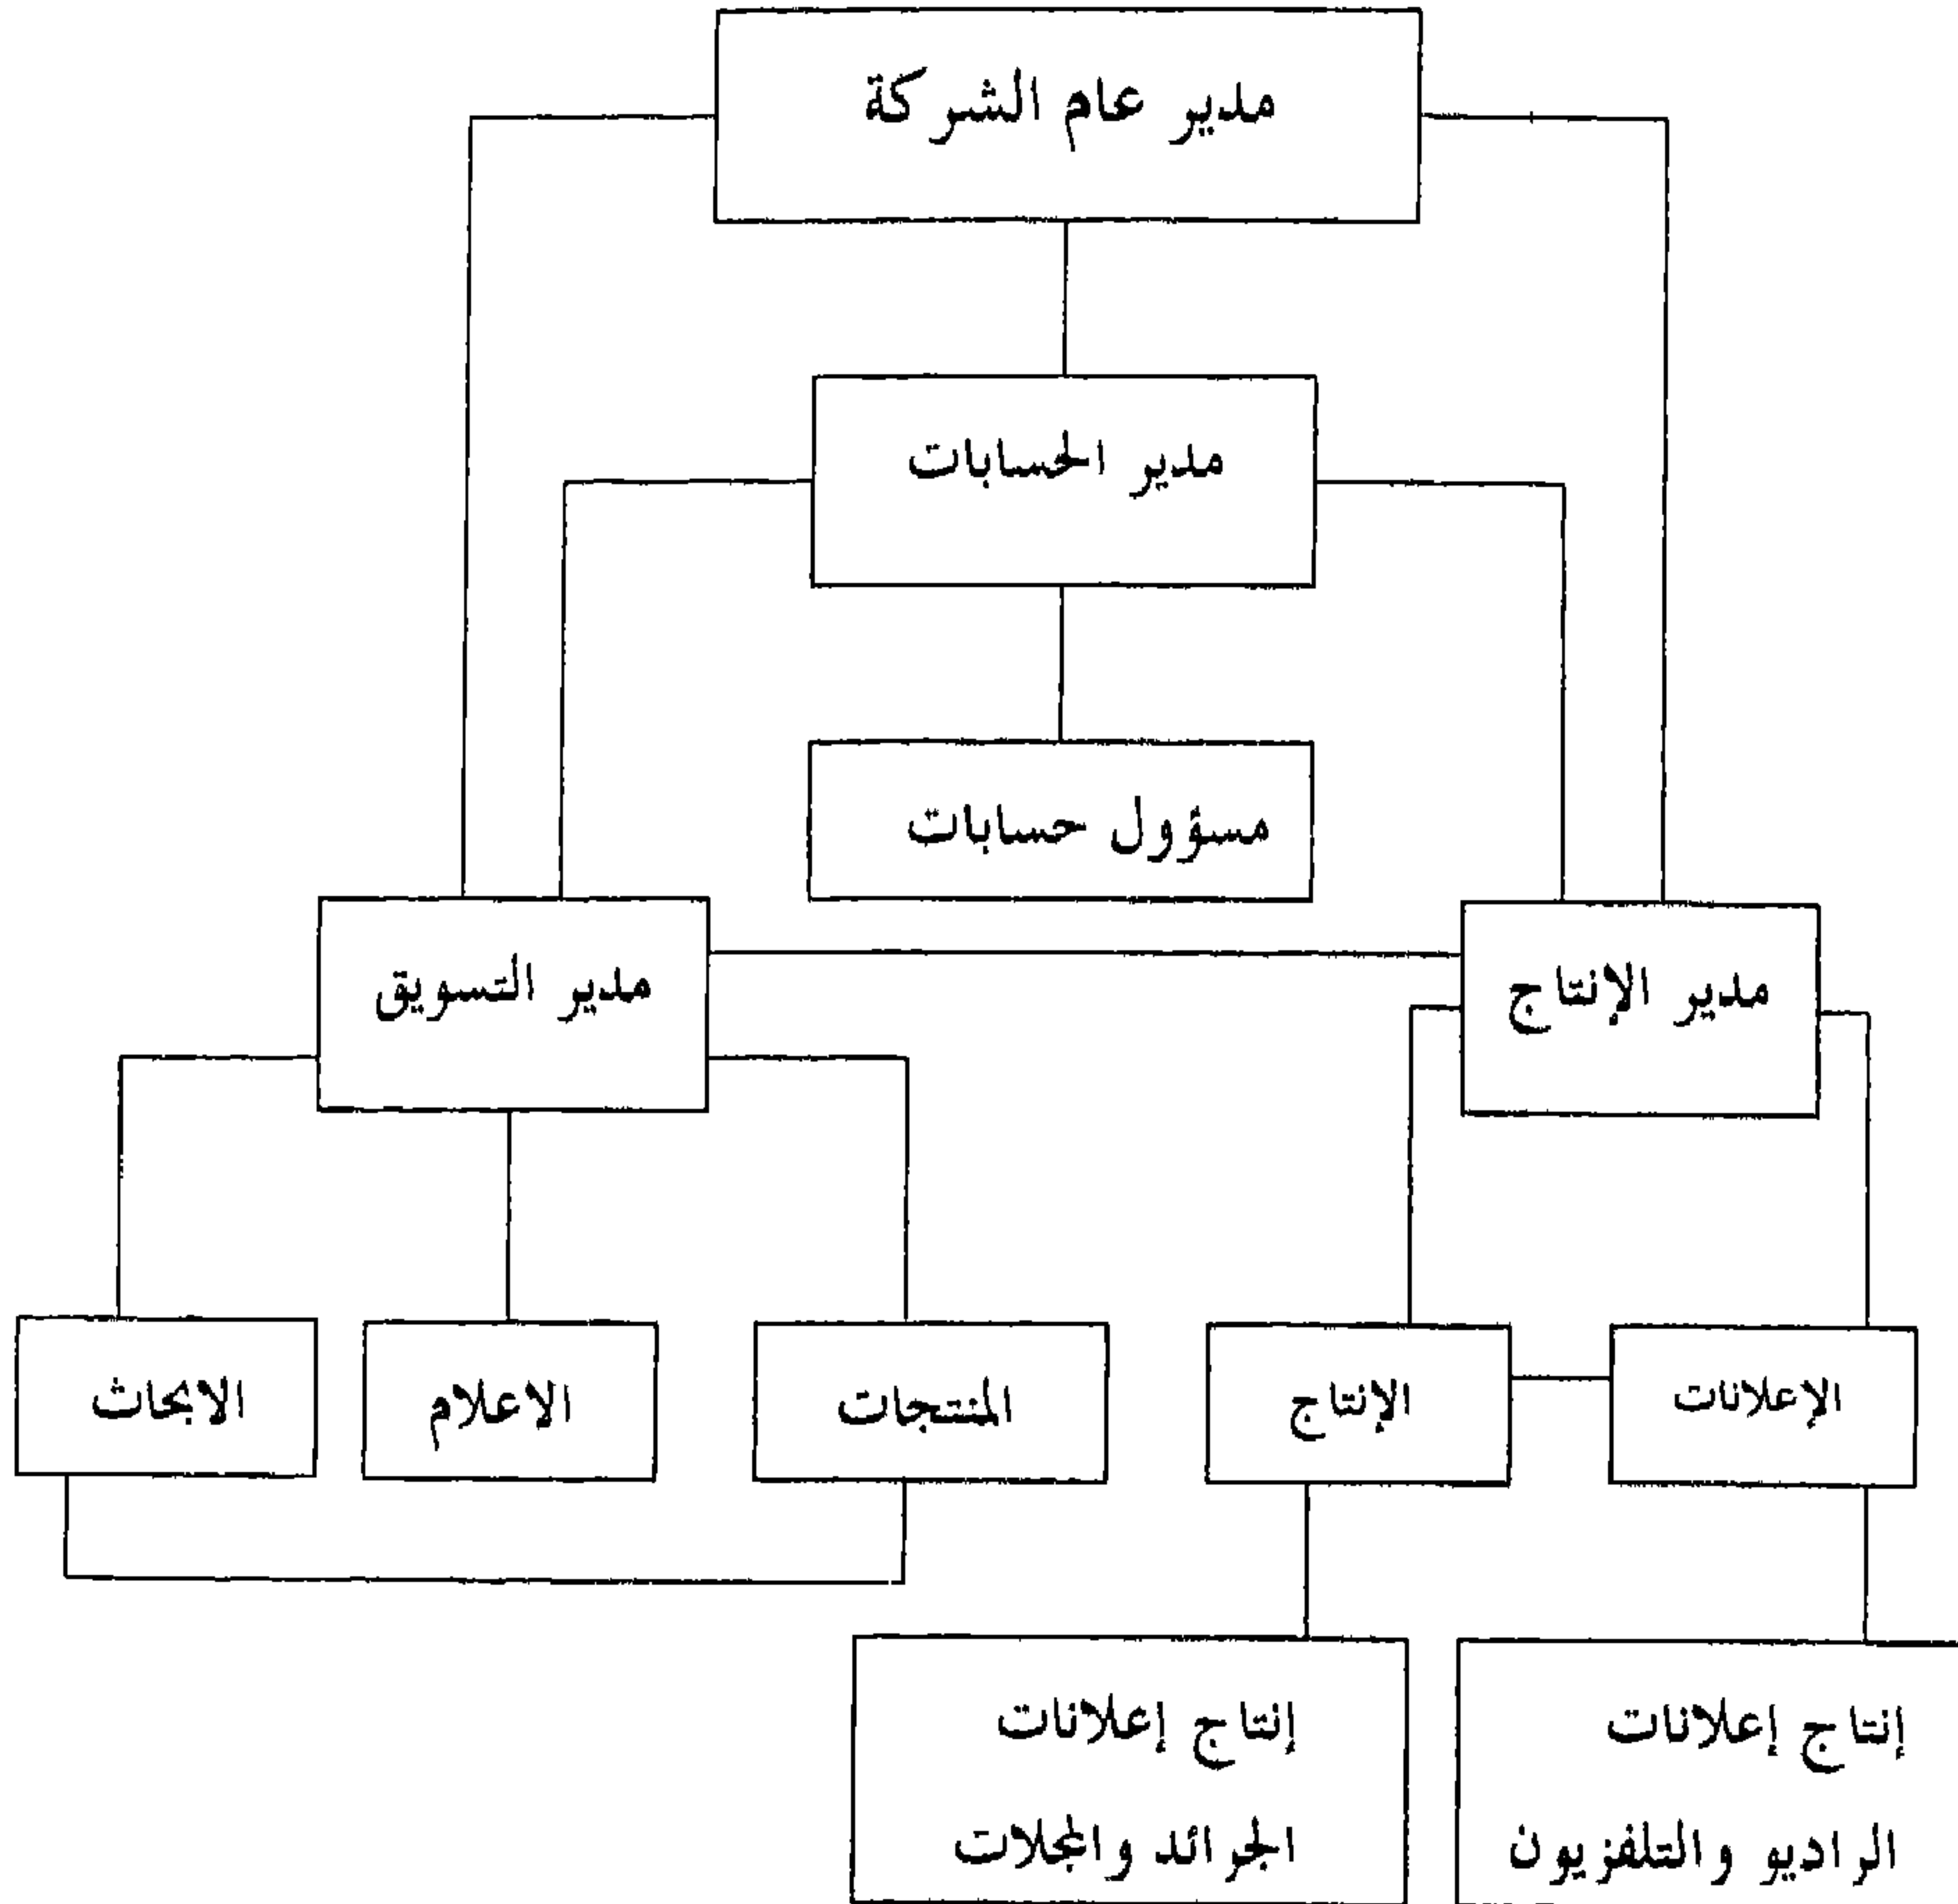 مدير عام الشركة
مدير الحسابات
مسؤول حسابات
مدير الإنتاج
مدير التسويق
الإعلانات
الإنتاج
المنتجات
الاعلام
الابحاث
إنتاج إعلانات
الراديو والتلفزيون
إنتاج إعلانات
الجرائد والمجلات